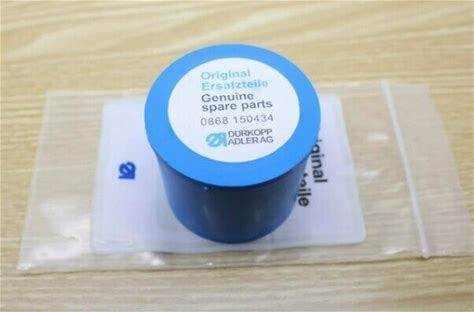 Original
Ersatzteile
Genuine
spare parts
0868 150434
DÜRKOPP
ADLER AG